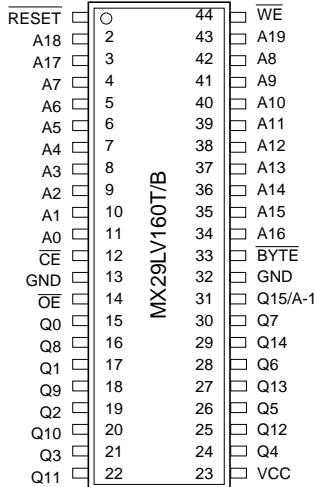 RESET 44 WE
A18 2 43 A19
A17 3 42 A8
A7 4 41 A9
A6 5 40 A10
A5 6 39 A11
A4 7 38 A12
A3 8 37 A13
A2 9 36 A14
A1 10 35 A15
A0 11 34 A16
CE 12 33 BYTE
GND 13 32 GND
OE 14 31 Q15/A-1
Q0 15 30 Q7
Q8 16 29 Q14
Q1 17 28 Q6
Q9 18 27 Q13
Q2 19 26 Q5
Q10 20 25 Q12
Q3 21 24 Q4
Q11 22 23 VCC
MX29LV160T/B